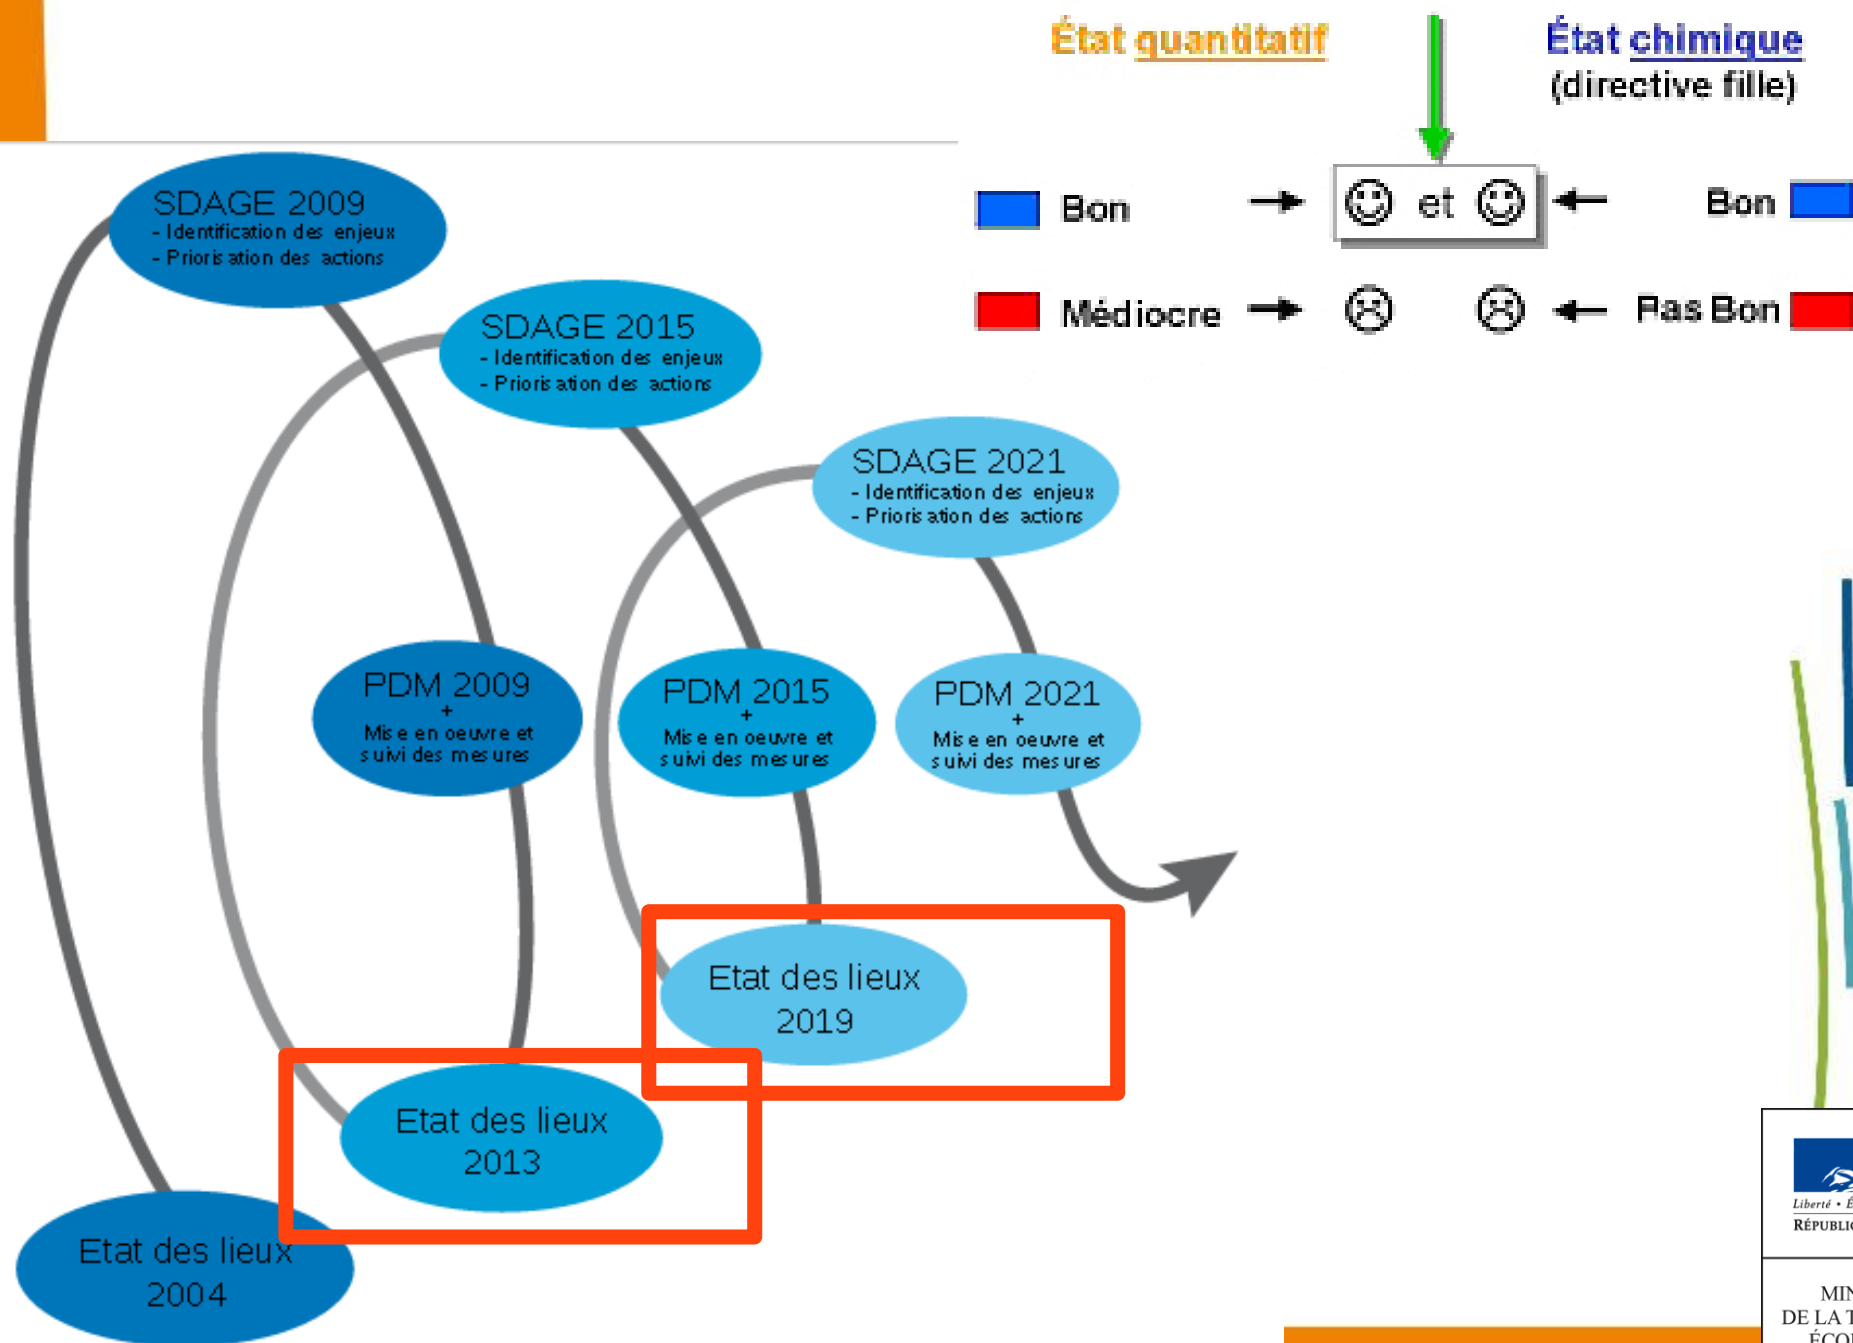 État quantitatif
État chimique
(directive fille)
Bon
et
Bon
Médiocre
Pas Bon
SDAGE 2009
- Identification des enjeux
- Priorisation des actions
SDAGE 2015
- Identification des enjeux
- Priorisation des actions
SDAGE 2021
- Identification des enjeux
- Priorisation des actions
PDM 2009
+
Mise en oeuvre et
suivi des mesures
PDM 2015
+
Mise en oeuvre et
suivi des mesures
PDM 2021
+
Mise en oeuvre et
suivi des mesures
Etat des lieux
2019
Etat des lieux
2013
Etat des lieux
2004
Liberté •
DE LA